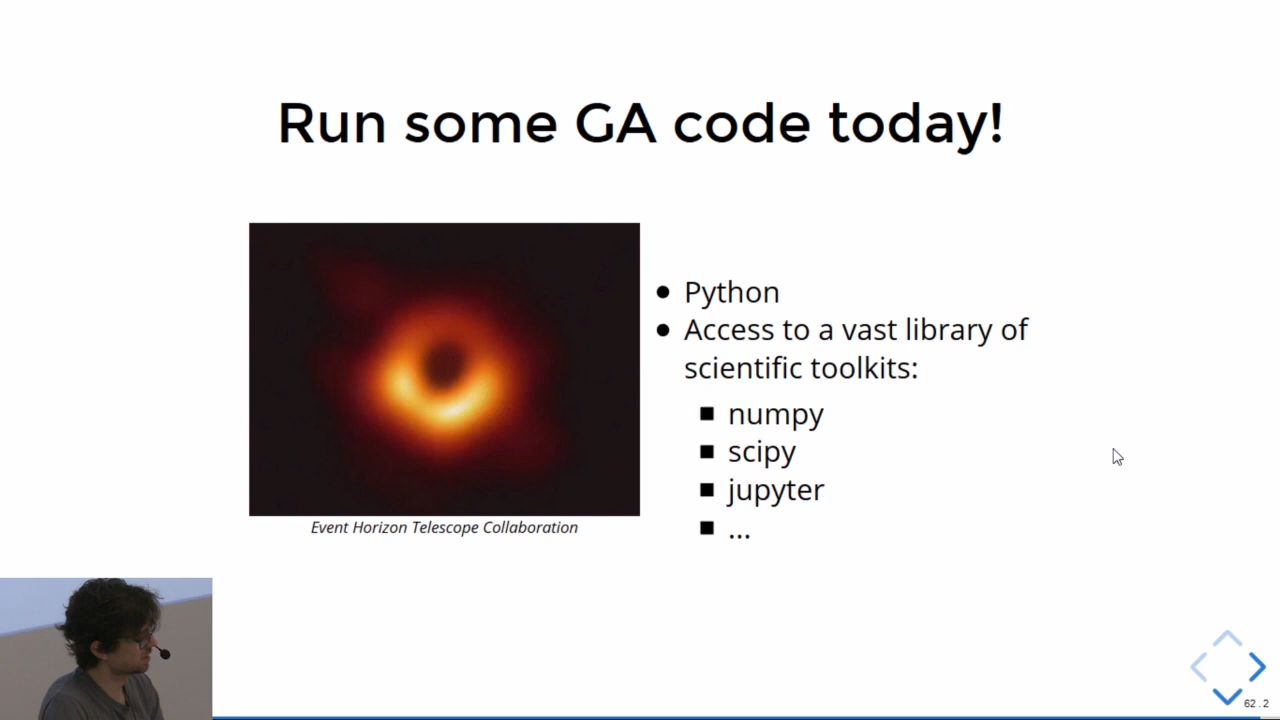 Run some GA code today!
• Python
• Access to a vast library of
scientific toolkits:
▪ numpy
▪ scipy
▪ jupyter
▪ ...
Event Horizon Telescope Collaboration
62.2